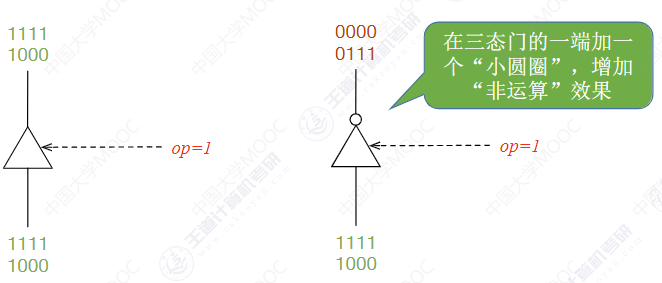 1111
1000
op=1
1111
1000
0000
0111
在三态门的一端加一
个“小圆圈”，增加
“非运算”效果
op=1
1111
1000
中国大学MOOC
王道计算机考研